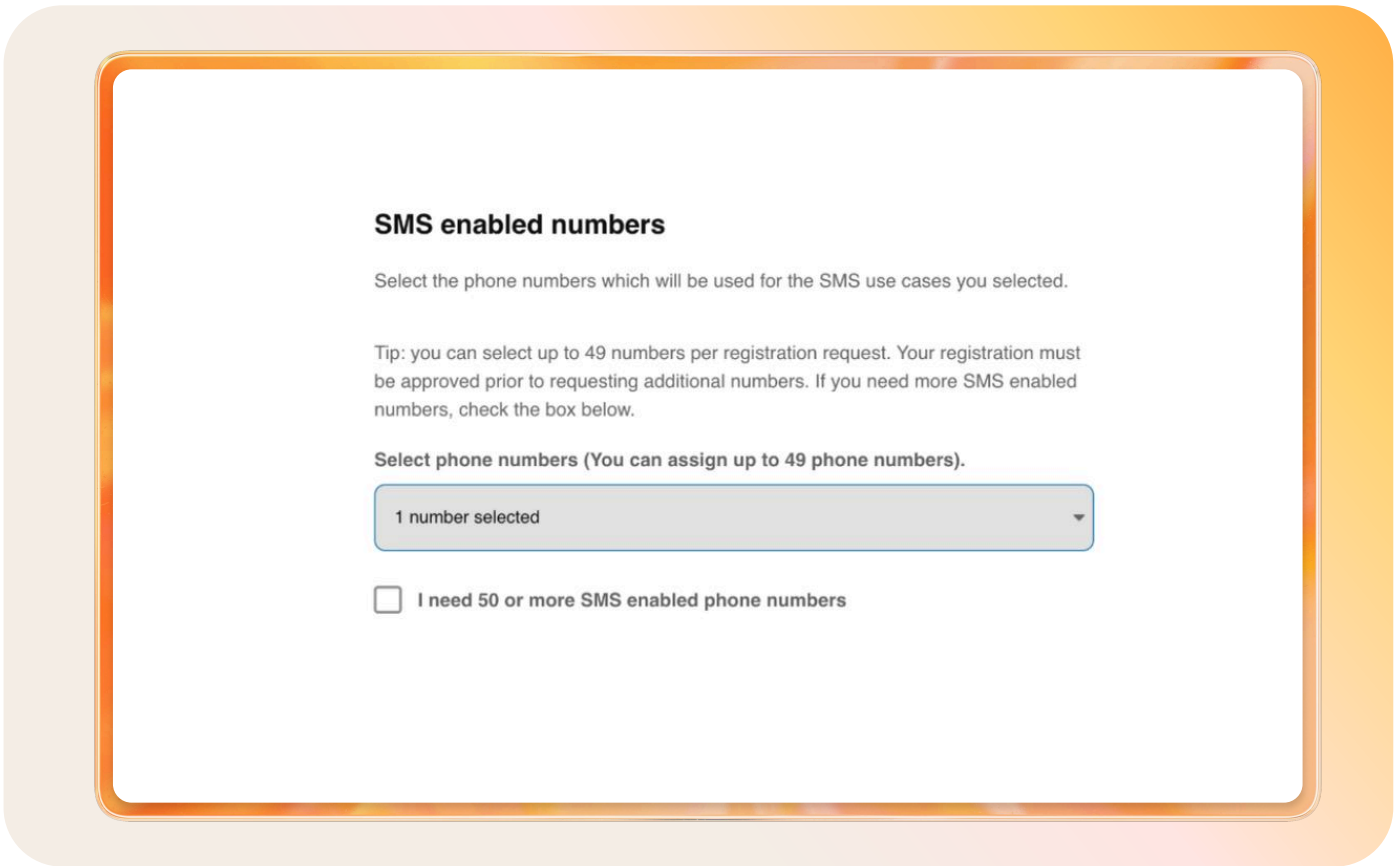 SMS enabled numbers
Select the phone numbers which will be used for the SMS use cases you selected.
Tip: you can select up to 49 numbers per registration request. Your registration must
be approved prior to requesting additional numbers. If you need more SMS enabled
numbers, check the box below.
Select phone numbers (You can assign up to 49 phone numbers).
1 number selected
I need 50 or more SMS enabled phone numbers